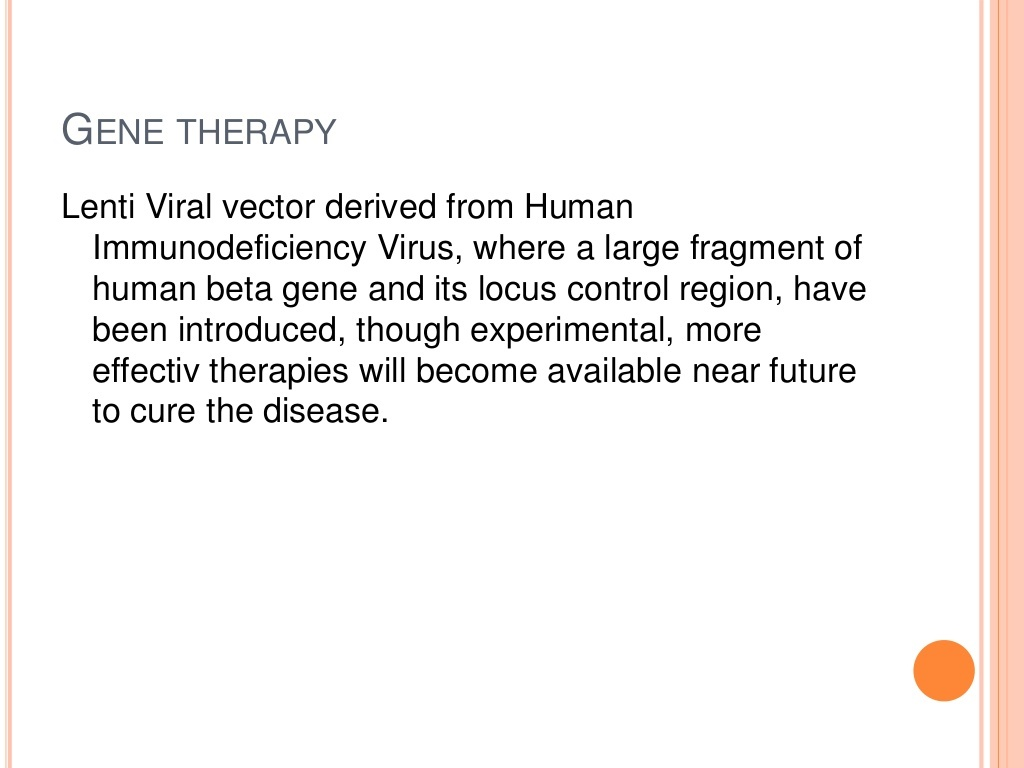 GENE THERAPY
Lenti Viral vector derived from Human
Immunodeficiency Virus, where a large fragment of
human beta gene and its locus control region, have
been introduced, though experimental, more
effectiv therapies will become available near future
to cure the disease.